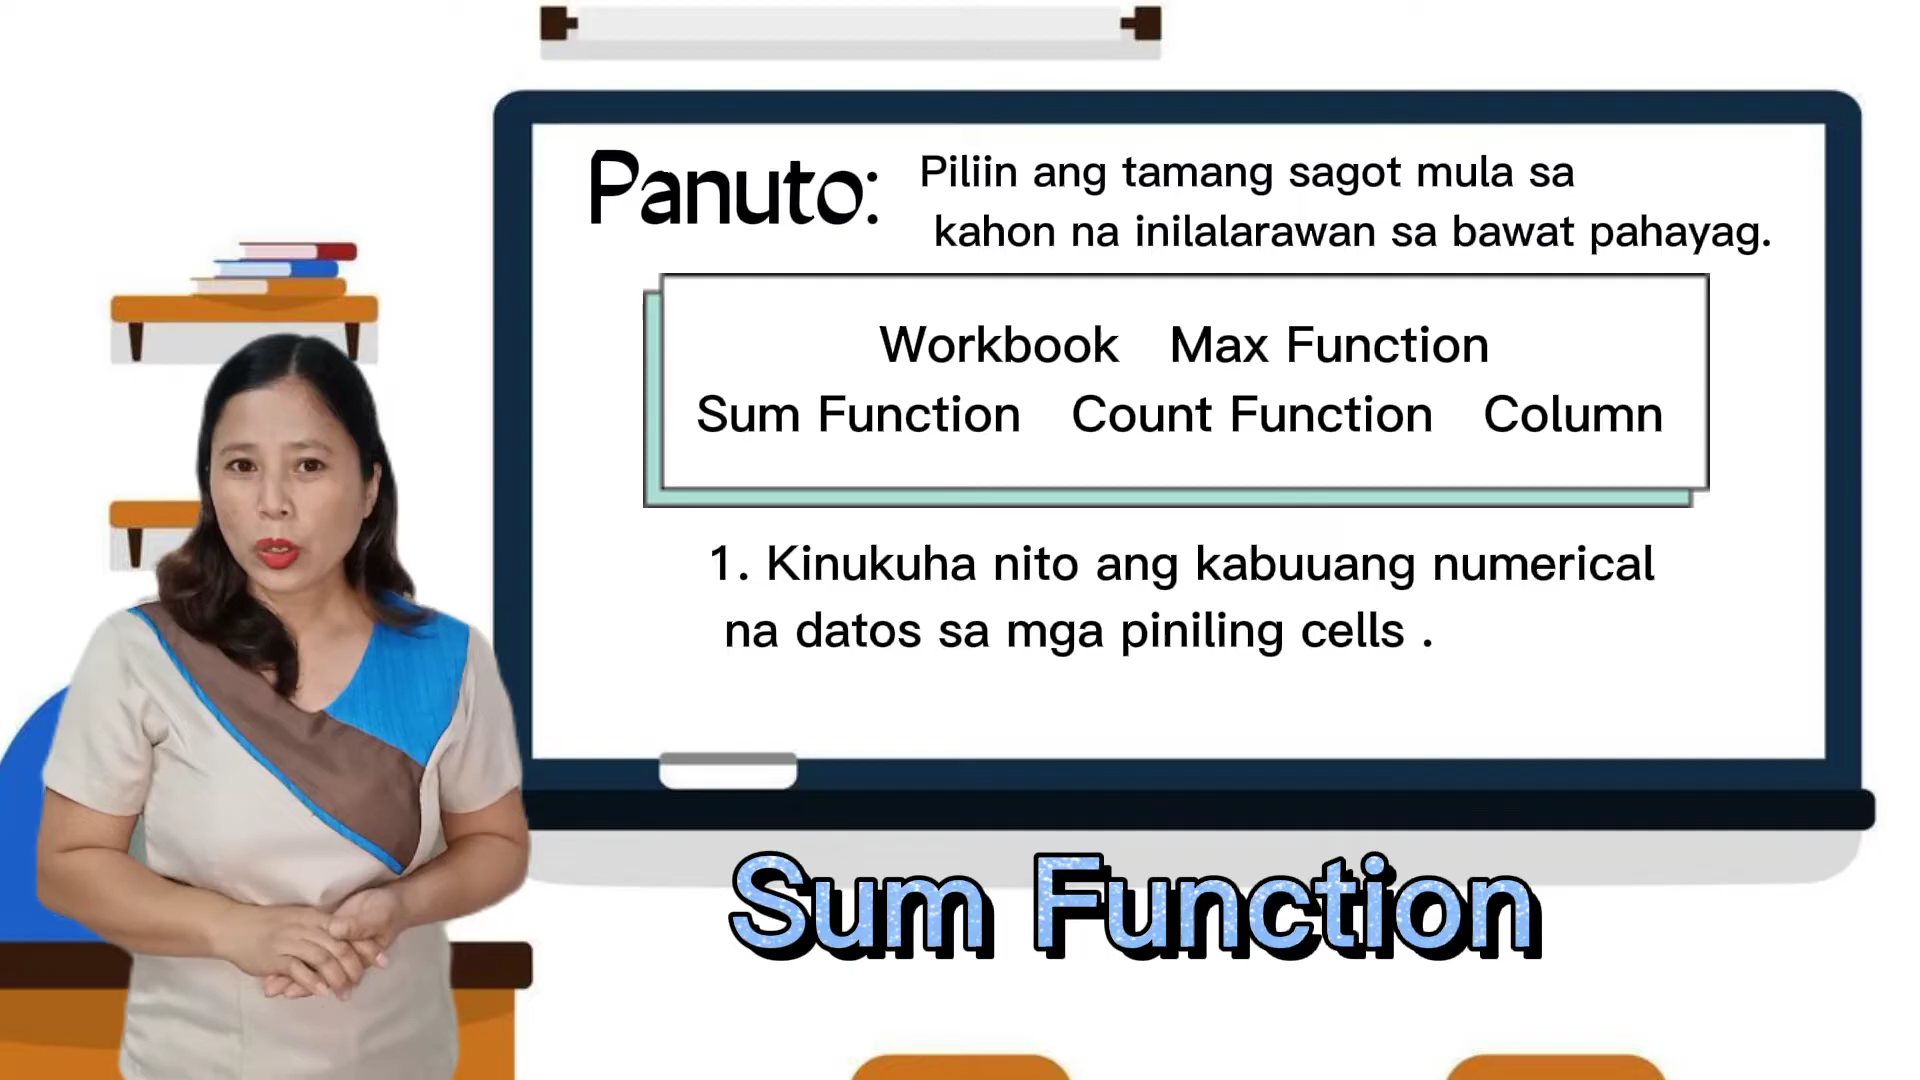 Panuto:
Piliin ang tamang sagot mula sa
kahon na inilalarawan sa bawat pahayag.
Workbook Max Function
Sum Function Count Function Column
1. Kinukuha nito ang kabuuang numerical
na datos sa mga piniling cells .
Sum Function